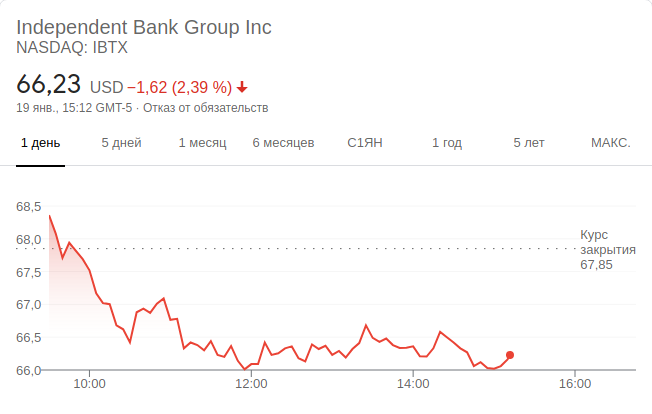 Independent Bank Group Inc
NASDAQ: IBTX
66,23 USD −1,62 (2,39 %)
19 янв., 15:12 GMT-5 · Отказ от обязательств
1 день 5 дней 1 месяц 6 месяцев С1ЯН 1 год 5 лет МАКС.
68,5
68,0
67,5
67,0
66,5
66,0
Курс
закрытия
67,85
10:00 12:00 14:00 16:00